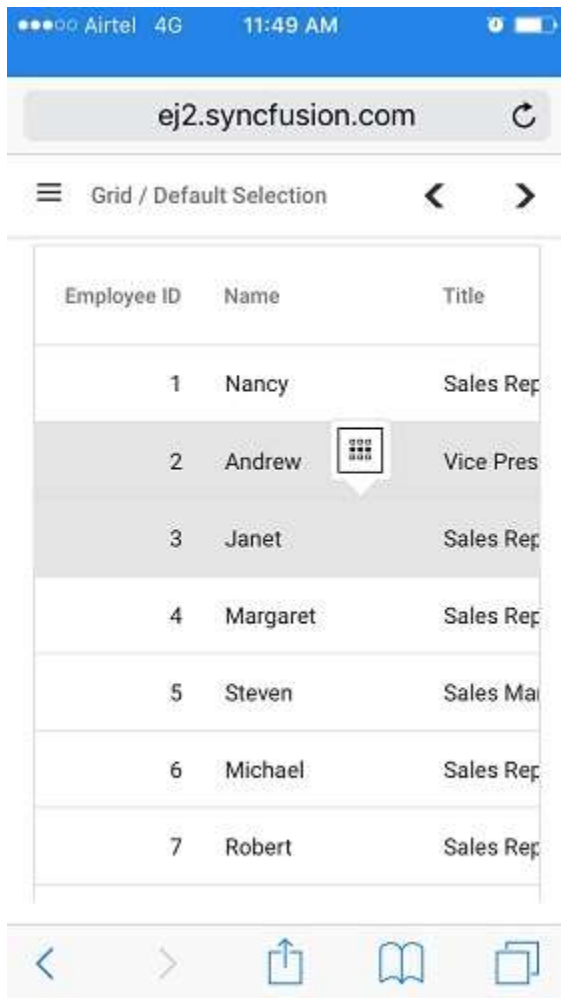 Airtel 4G 11:49 AM
ej2.syncfusion.com
Grid / Default Selection
Employee ID Name Title
1 Nancy Sales Rep
2 Andrew Vice Pres
3 Janet Sales Rep
4 Margaret Sales Rep
5 Steven Sales Ma
6 Michael Sales Rep
7 Robert Sales Rep